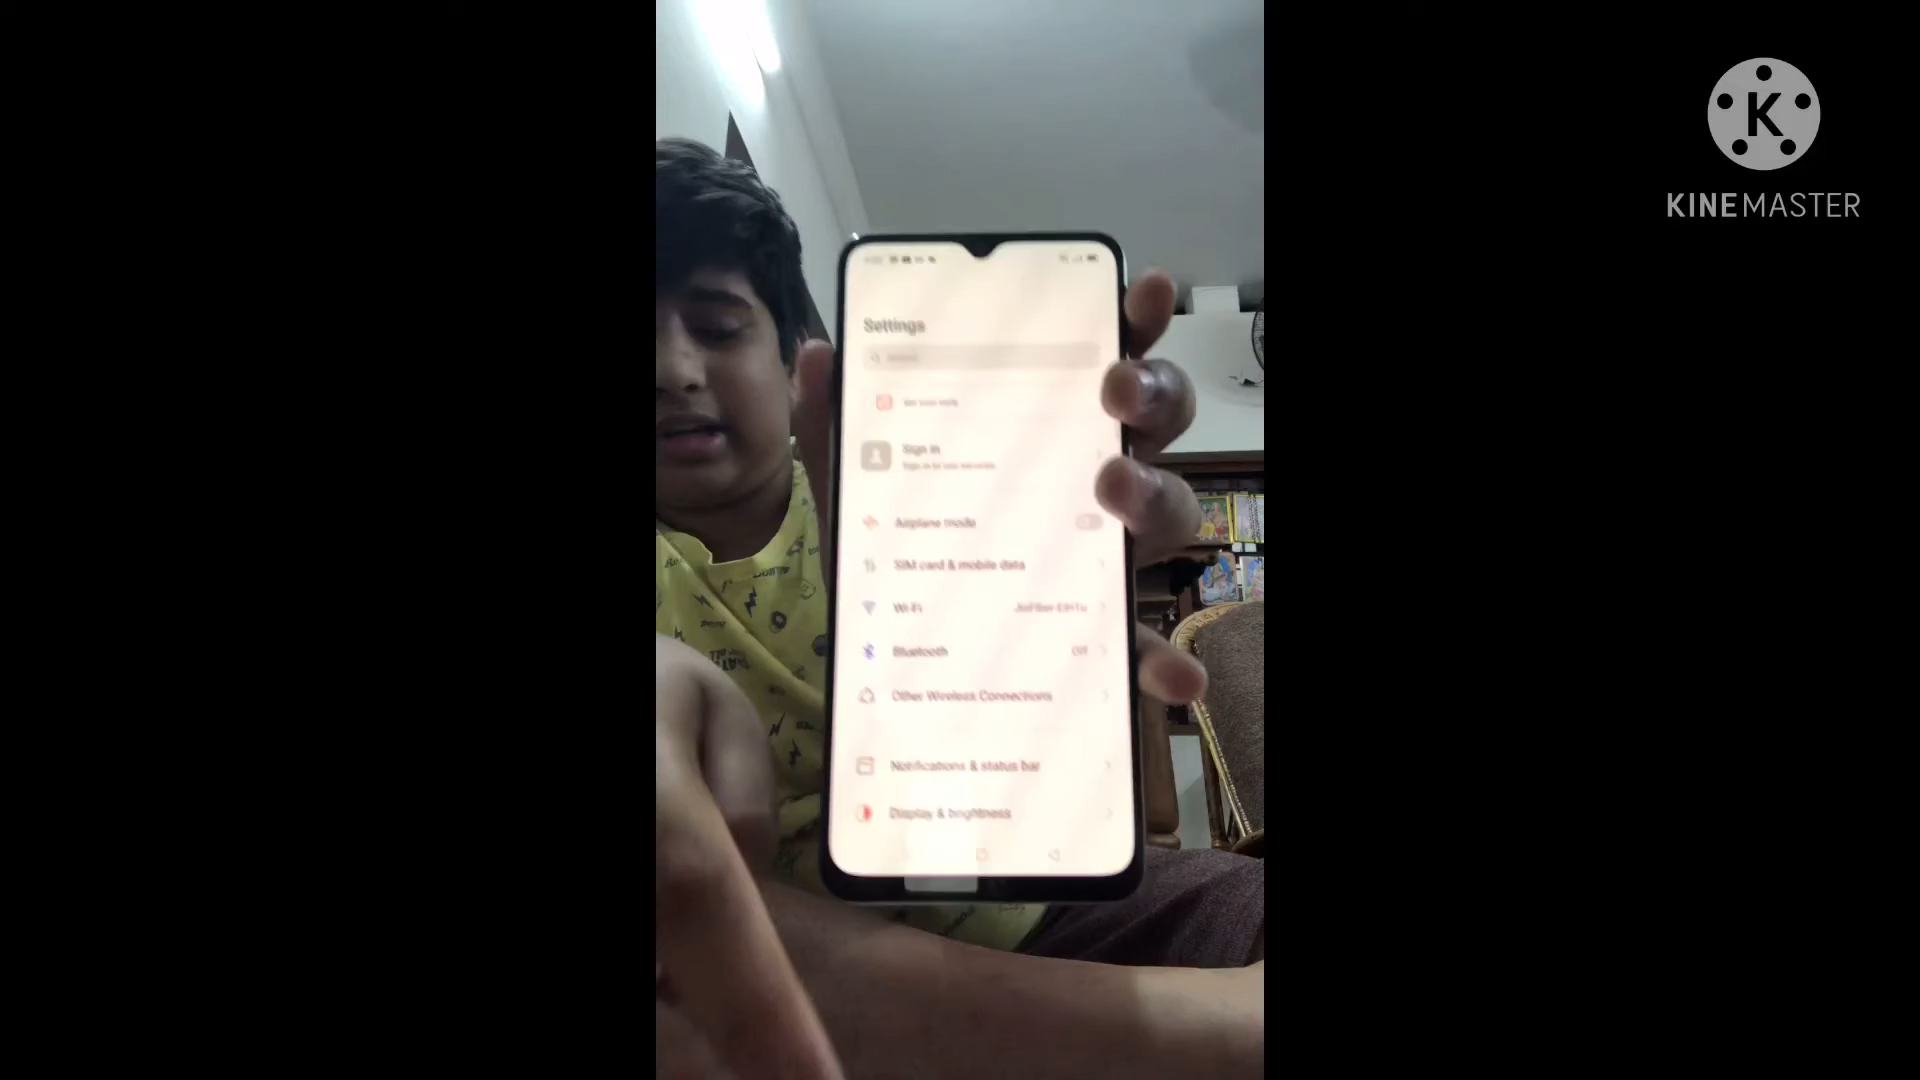 KINEMASTER
Settings
Sign in
Airplane mode
SIM card & mobile data
Wi-Fi
Bluetooth Off
Other Wireless Connections
Notifications & status bar
Display & brightness